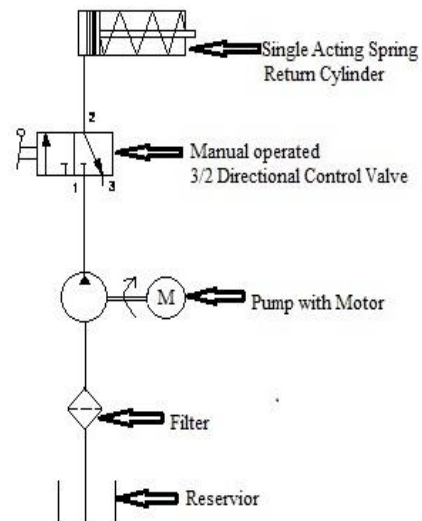 Single Acting Spring
Return Cylinder
2
Manual operated
3/2 Directional Control Valve
1 3
M
Pump with Motor
Filter
Reservior